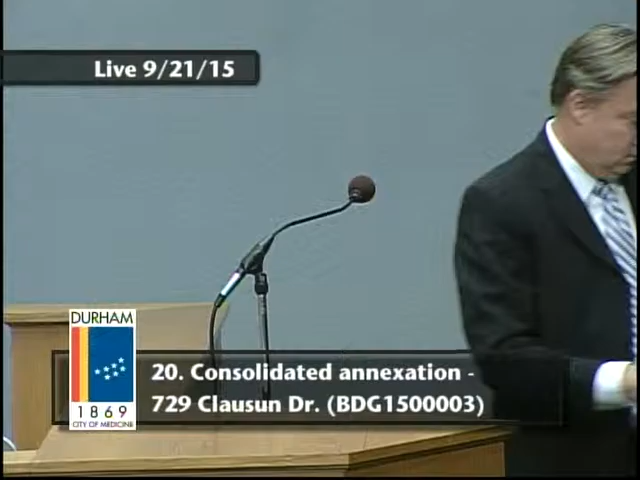 Live 9/21/15
DURHAM
1869
CITY OF MEDICINE
20. Consolidated annexation -
729 Clausun Dr. (BDG1500003)